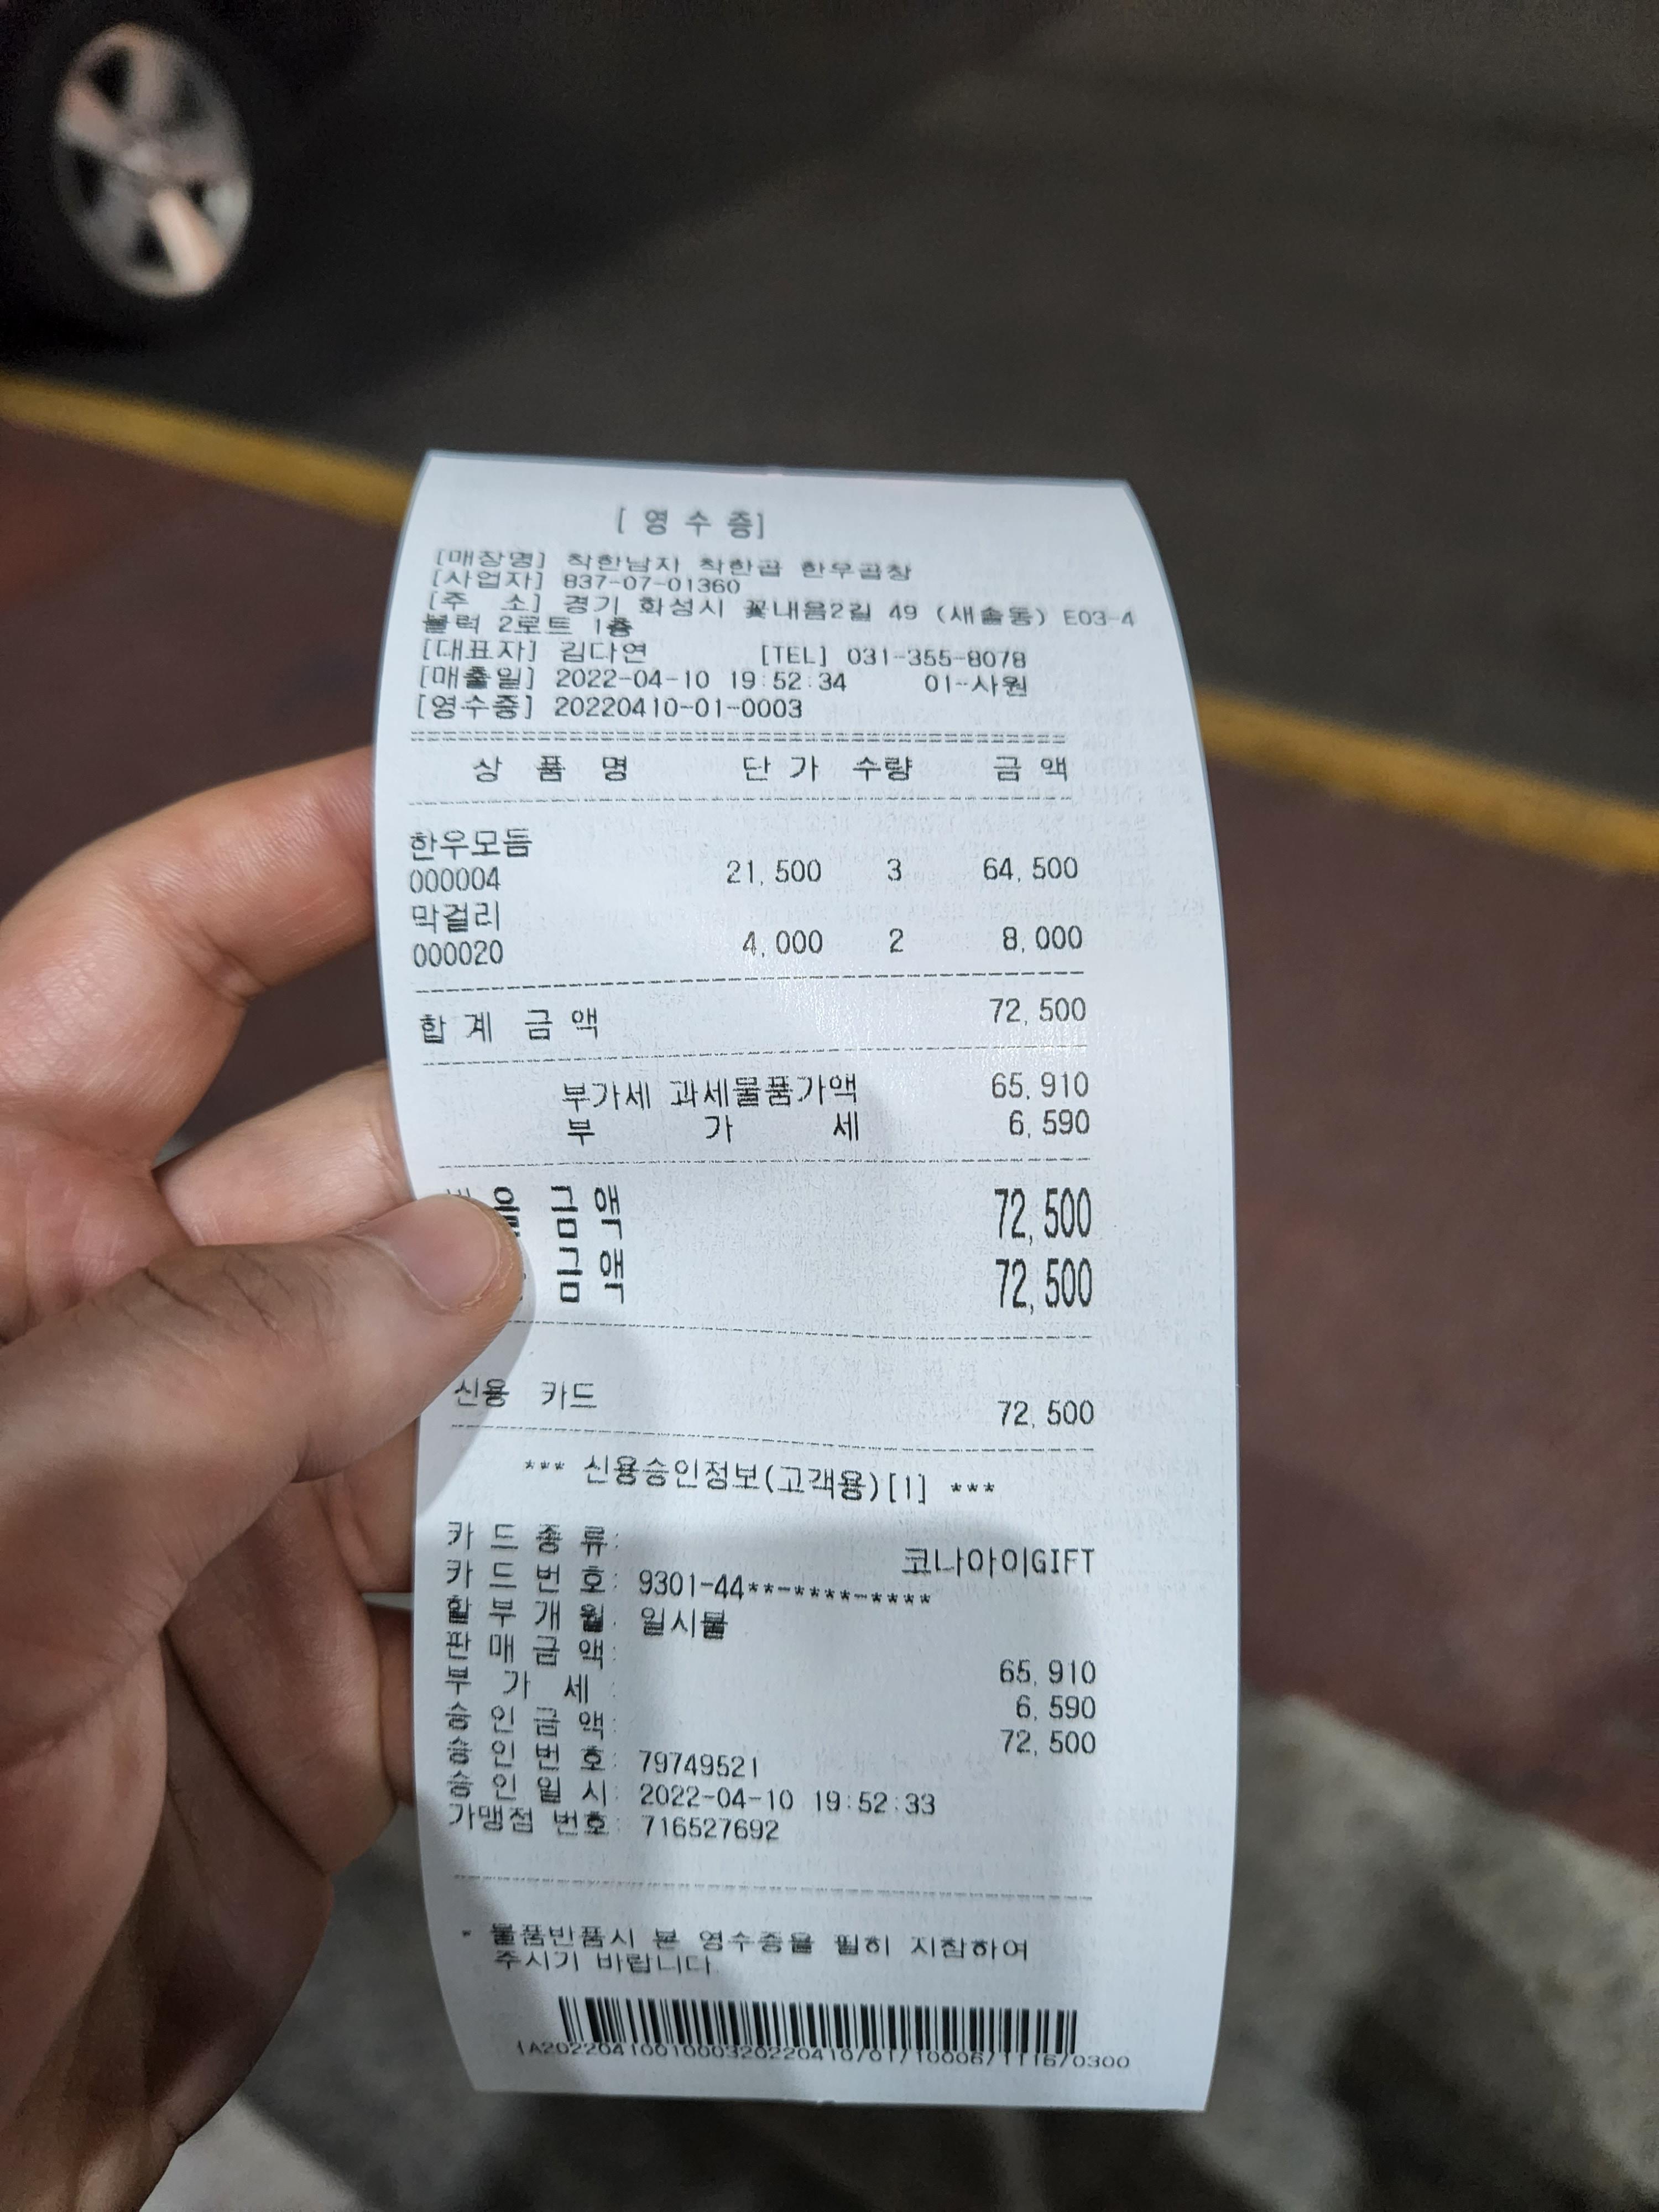 [ 영 수 증]
[매장명] 착한남자 착한곱 한우곱창
[사업자] 837-07-01360
[주 소] 경기 화성시 꽃내음2길 49 (새솔동) E03-4
블럭 2로트 1층
[대표자] 김다연 [TEL] 031-355-8078
[매출일] 2022-04-10 19:52:34 01-사원
[영수증] 20220410-01-0003
상 품 명 단 가 수량 금 액
한우모듬
000004 21,500 3 64,500
막걸리
000020 4,000 2 8,000
합 계 금 액 72,500
부가세 과세물품가액 65,910
부 가 세 6,590
을 금 액 72,500
금 액 72,500
신용 카드 72,500
*** 신용승인정보(고객용)[1] ***
카 드 종 류: 코나아이GIFT
카 드 번 호: 9301-44**-****-****
할 부 개 월: 일시불
판 매 금 액: 65,910
부 가 세 : 6,590
승 인 금 액: 72,500
승 인 번 호: 79749521
승 인 일 시: 2022-04-10 19:52:33
가맹점 번호: 716527692
- 물품반품시 본 영수증을 필히 지참하여
주시기 바랍니다.